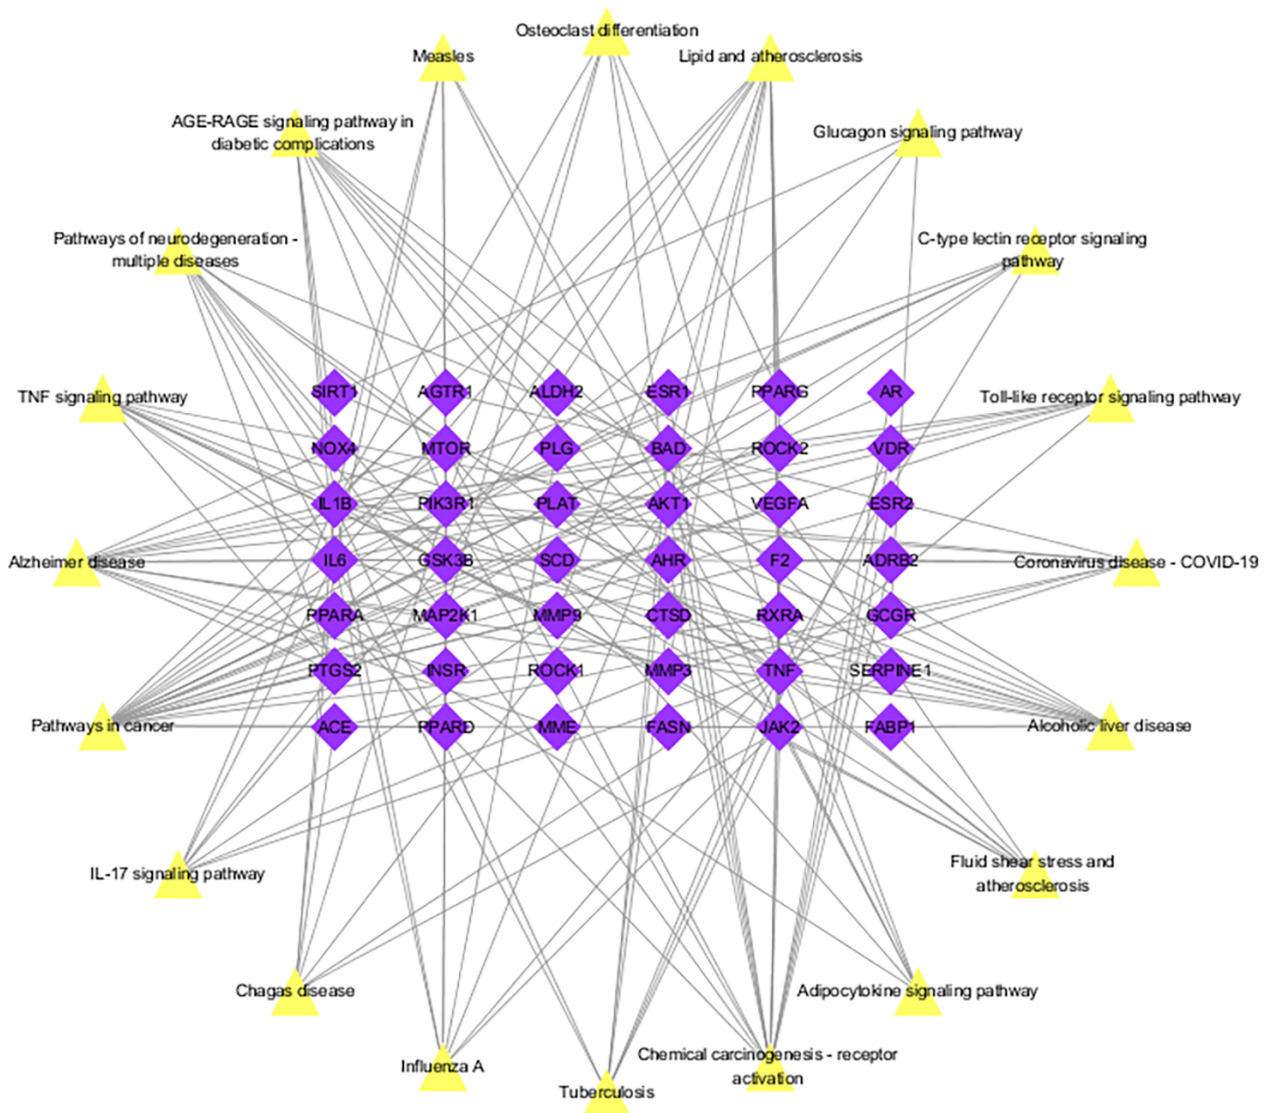 Osteoclast differentiation
Measles
Lipid and atherosclerosis
AGE-RAGE signaling pathway in
diabetic complications
Glucagon signaling pathway
Pathways of neurodegeneration -
multiple diseases
C-type lectin receptor signaling
pathway
TNF signaling pathway
Toll-like receptor signaling pathway
SIRT1 AGTR1 ALDH2 ESR1 PPARG AR
NOX4 MTOR PLG BAD ROCK2 VDR
IL1B PIK3R1 PLAT AKT1 VEGFA ESR2
Alzheimer disease
IL6 GSK3B SCD AHR F2 ADRB2
Coronavirus disease - COVID-19
PPARA MAP2K1 MMP9 CTSD RXRA GCGR
PTGS2 INSR ROCK1 MMP3 TNF SERPINE1
Pathways in cancer
ACE PPARD MME FASN JAK2 FABP1
Alcoholic liver disease
IL-17 signaling pathway
Fluid shear stress and
atherosclerosis
Chagas disease
Adipocytokine signaling pathway
Influenza A
Chemical carcinogenesis - receptor
activation
Tuberculosis